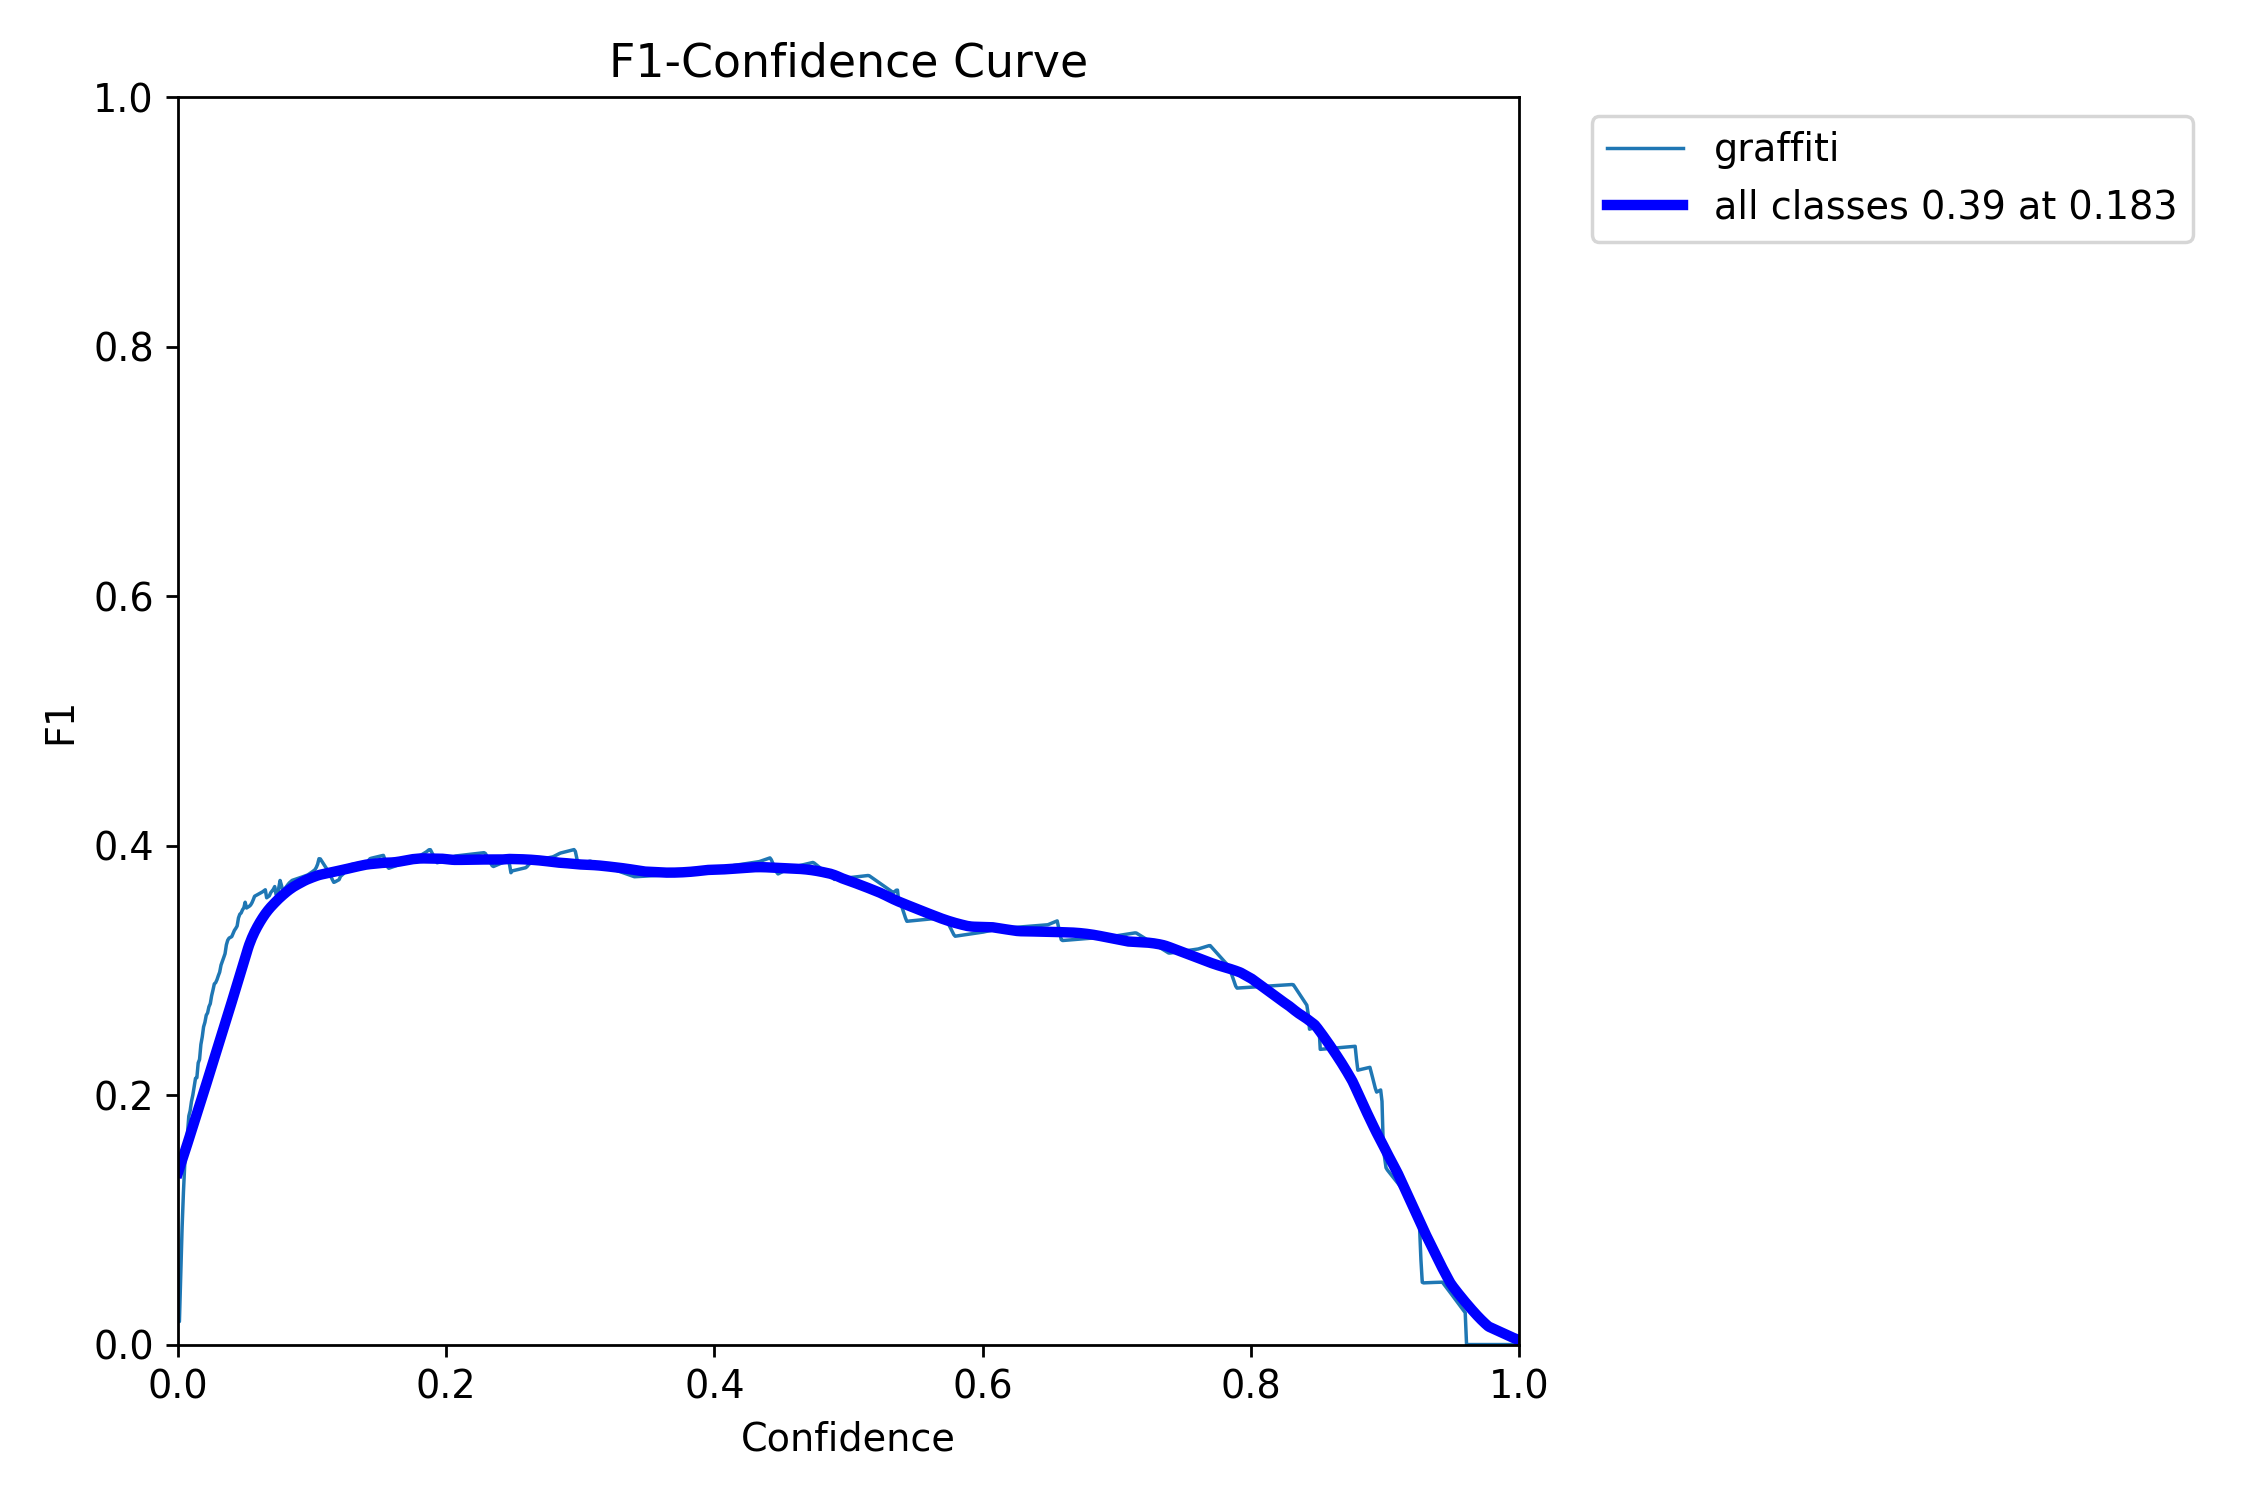 F1-Confidence Curve
1.0
0.8
0.6
0.4
0.2
0.0
F1
0.0 0.2 0.4 0.6 0.8 1.0
Confidence
graffiti
all classes 0.39 at 0.183